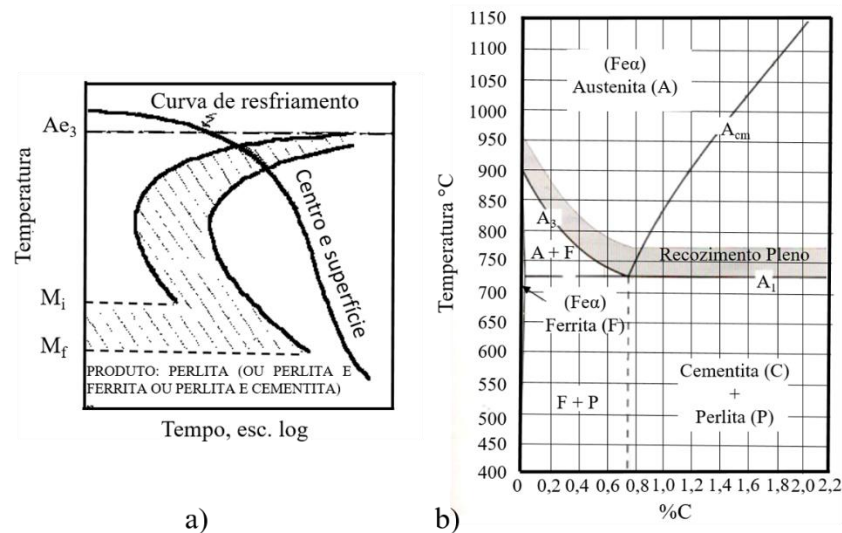 Curva de resfriamento
Ae₃
Temperatura
Centro e superfície
Mᵢ
M_f
PRODUTO: PERLITA (OU PERLITA E
FERRITA OU PERLITA E CEMENTITA)
Tempo, esc. log
a)
1150
1100
1050
1000
950
900
850
800
750
700
650
600
550
500
450
400
Temperatura °C
(Feα)
Austenita (A)
A_cm
A₃
A + F
Recozimento Pleno
A₁
(Feα)
Ferrita (F)
Cementita (C)
+
Perlita (P)
F + P
0 0,2 0,4 0,6 0,8 1,0 1,2 1,4 1,6 1,8 2,0 2,2
%C
b)